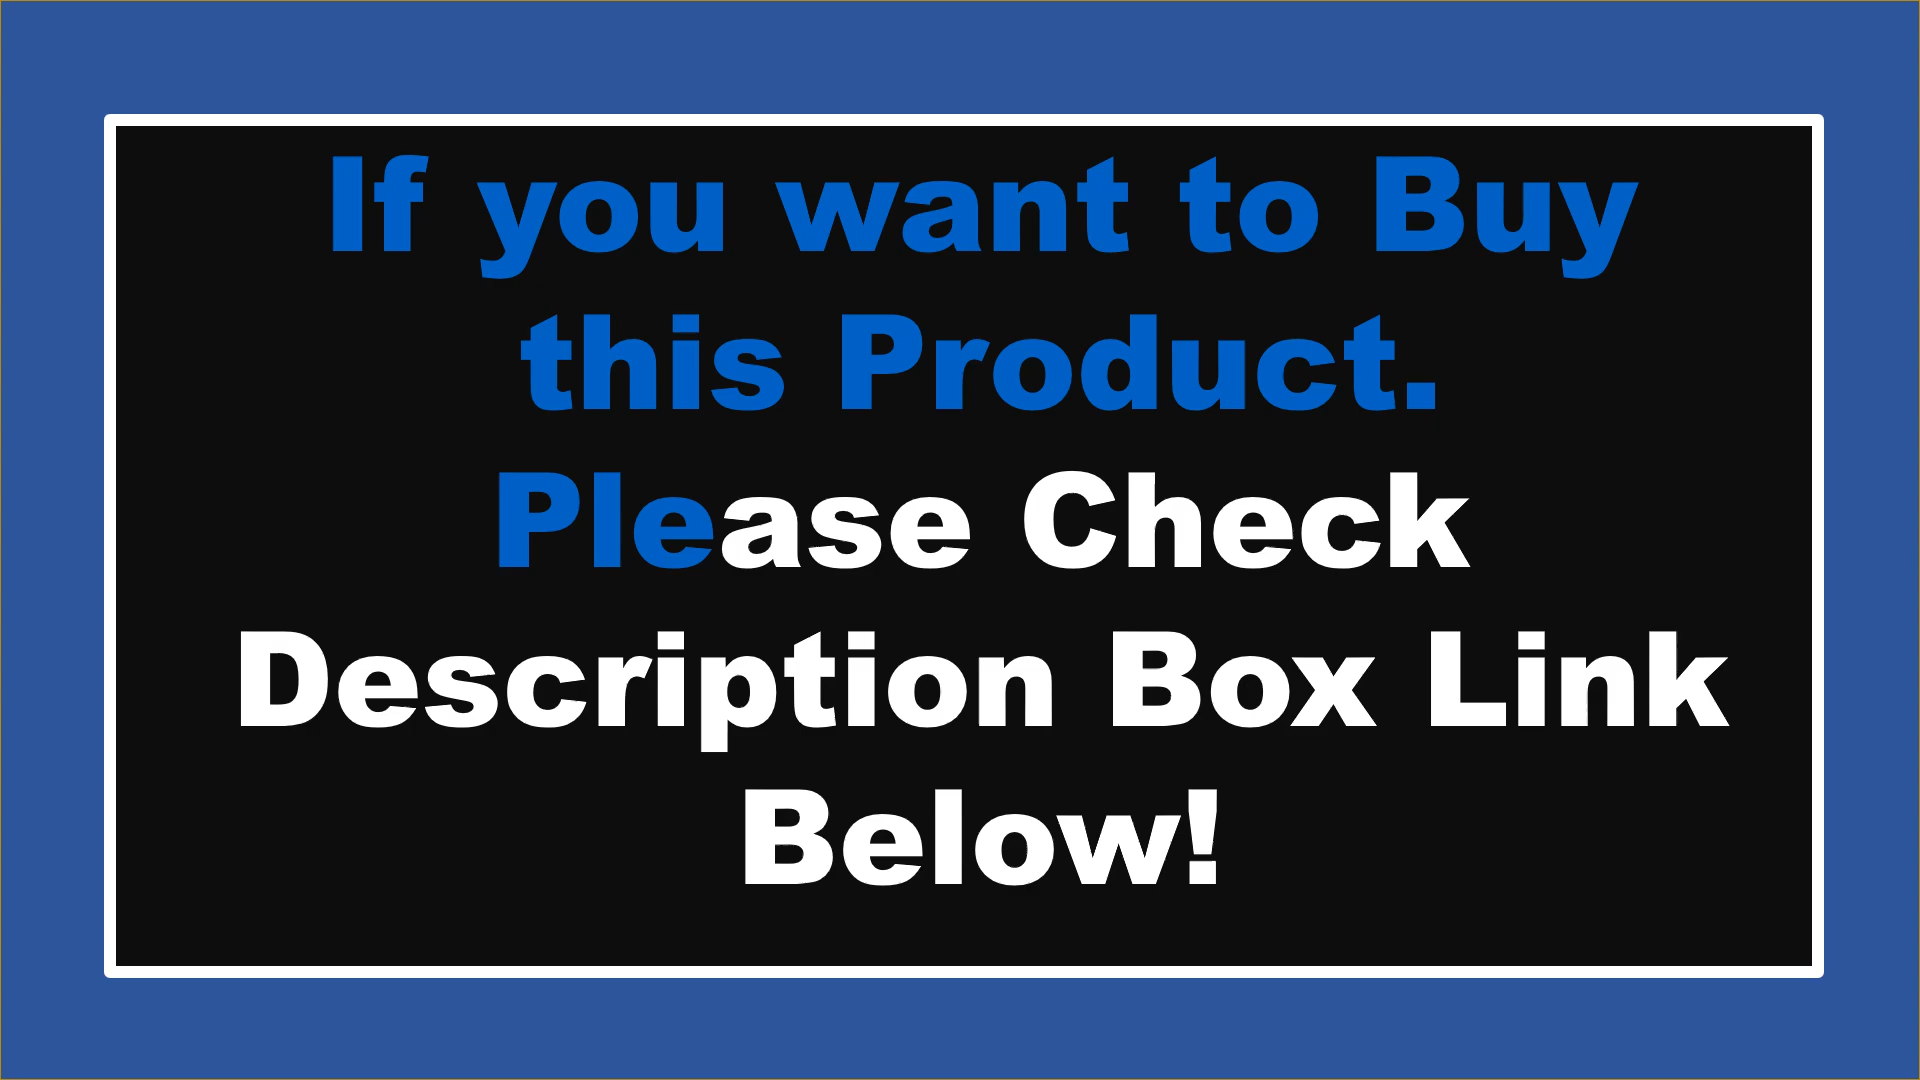 If you want to Buy
this Product.
Please Check
Description Box Link
Below!